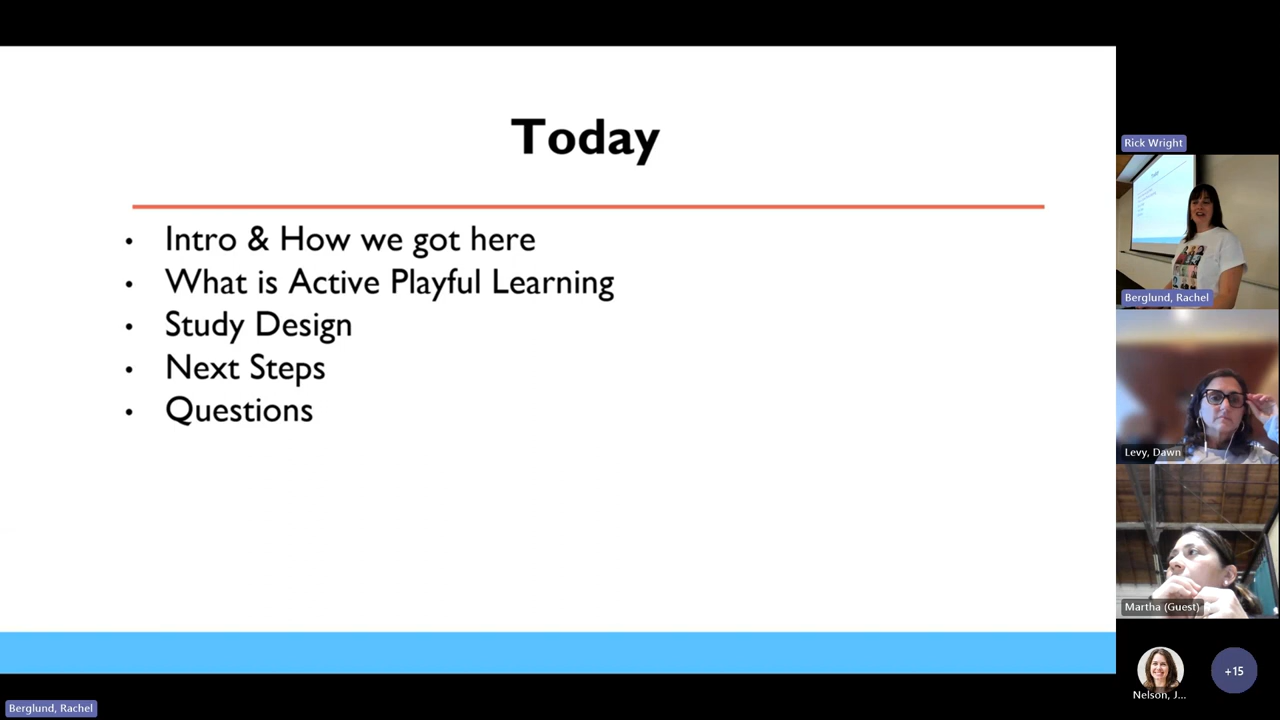 Today
• Intro & How we got here
• What is Active Playful Learning
• Study Design
• Next Steps
• Questions
Rick Wright
Berglund, Rachel
Levy, Dawn
Martha (Guest)
Nelson, J...
+15
Berglund, Rachel